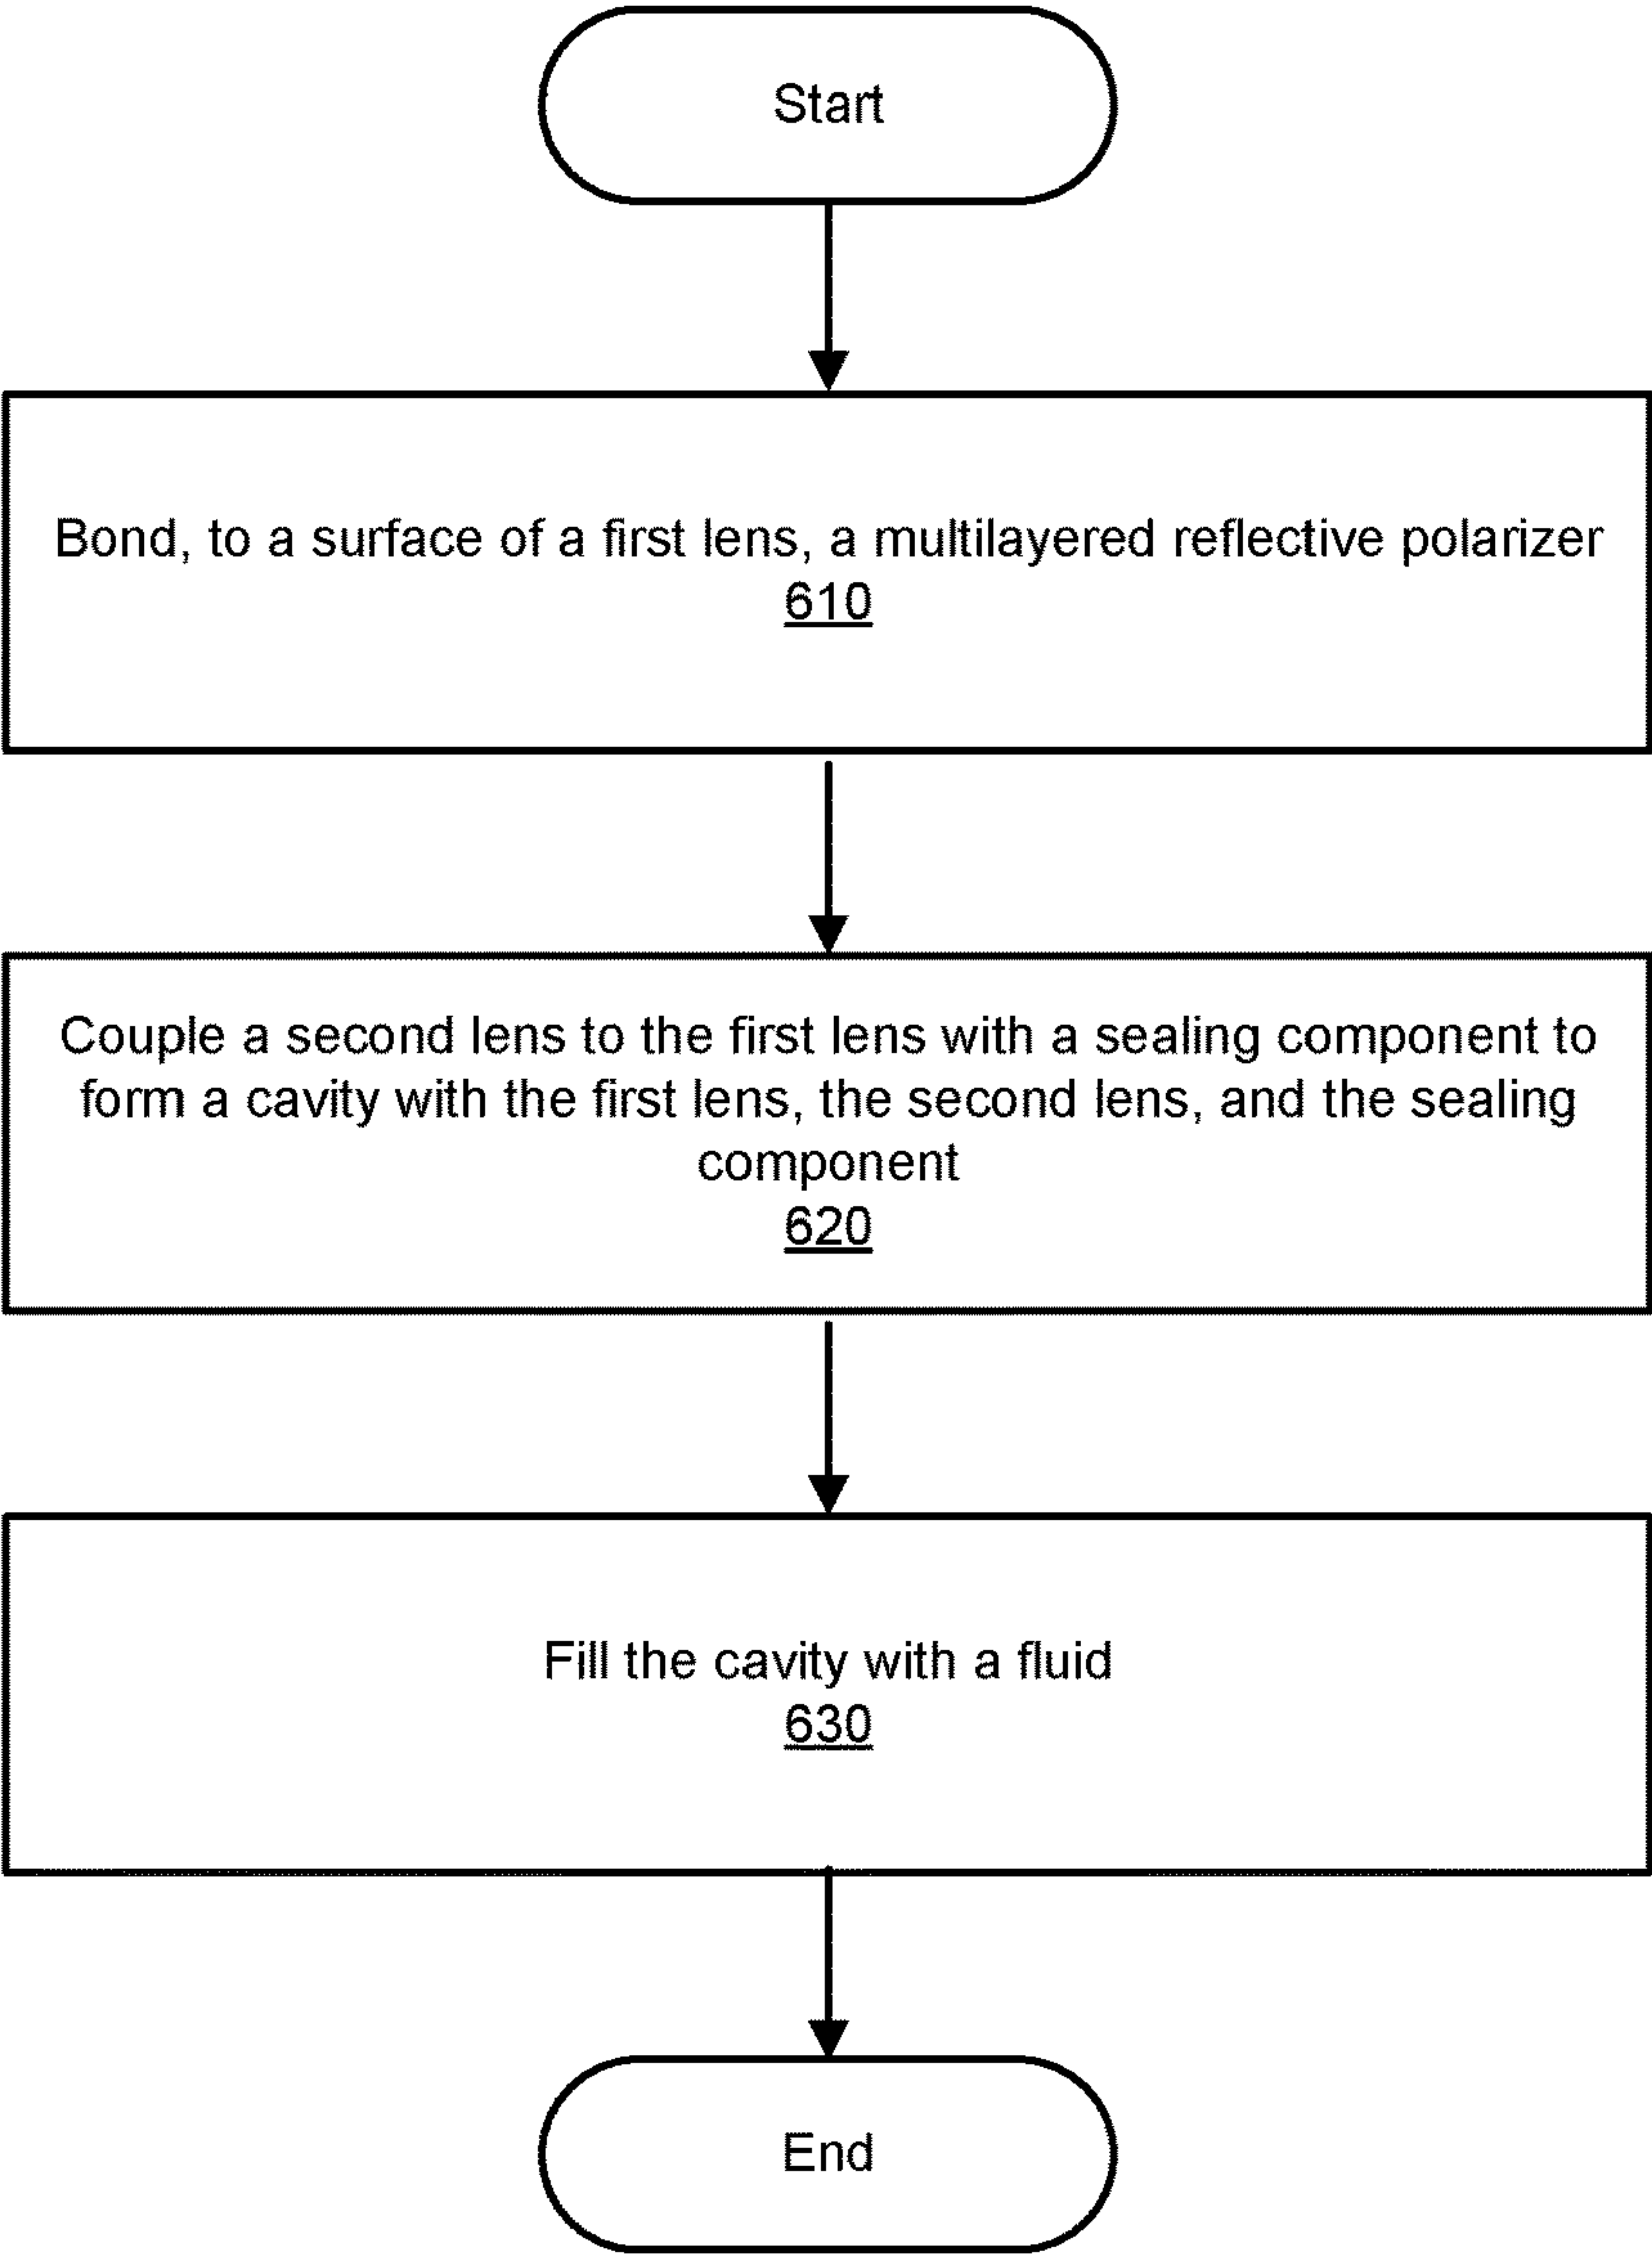 Start
Bond, to a surface of a first lens, a multilayered reflective polarizer
610
Couple a second lens to the first lens with a sealing component to
form a cavity with the first lens, the second lens, and the sealing
component
620
Fill the cavity with a fluid
630
End